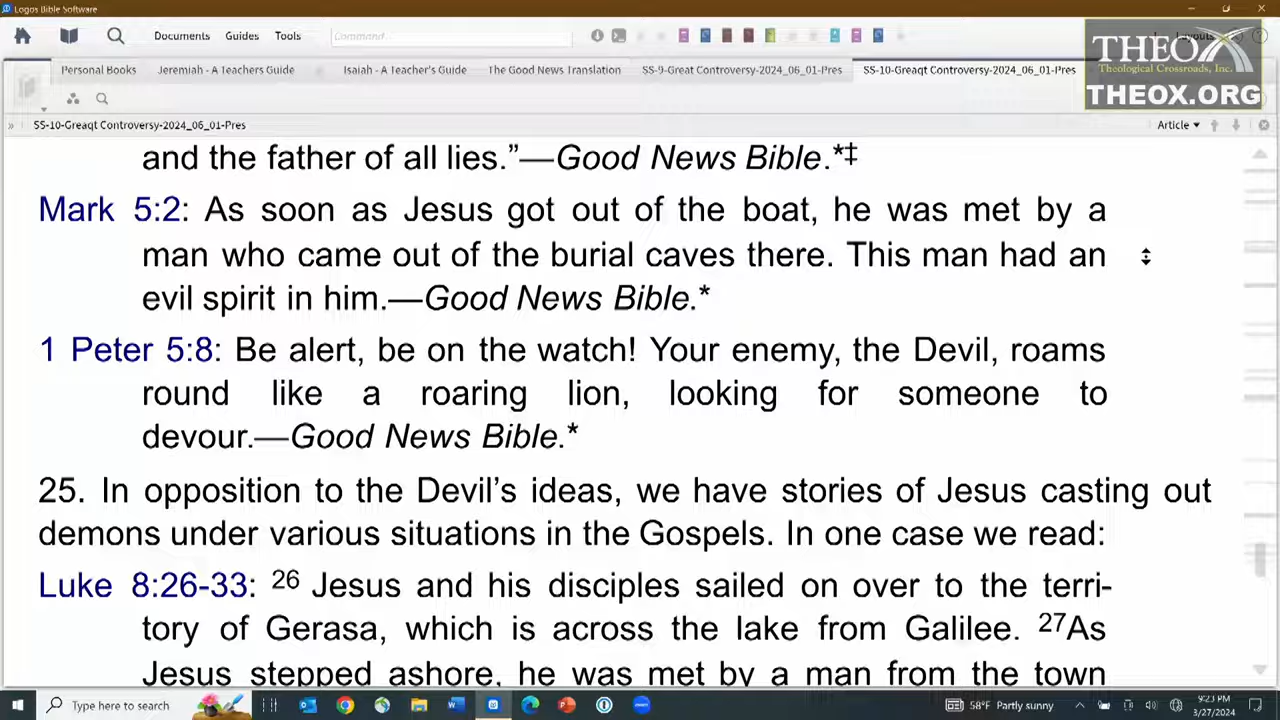 Logos Bible Software
Documents Guides Tools Command... Layouts
THEOX
Theological Crossroads, Inc.
THEOX.ORG
Personal Books Jeremiah - A Teachers Guide Isaiah - A The Good News Translation SS-9-Great Controversy-2024_06_01-Pres SS-10-Greaqt Controversy-2024_06_01-Pres
» SS-10-Greaqt Controversy-2024_06_01-Pres Article
and the father of all lies.”—Good News Bible.*‡
Mark 5:2: As soon as Jesus got out of the boat, he was met by a
man who came out of the burial caves there. This man had an
evil spirit in him.—Good News Bible.*
1 Peter 5:8: Be alert, be on the watch! Your enemy, the Devil, roams
round like a roaring lion, looking for someone to
devour.—Good News Bible.*
25. In opposition to the Devil’s ideas, we have stories of Jesus casting out
demons under various situations in the Gospels. In one case we read:
Luke 8:26-33: 26 Jesus and his disciples sailed on over to the terri-
tory of Gerasa, which is across the lake from Galilee. 27As
Jesus stepped ashore, he was met by a man from the town
Type here to search 58°F Partly sunny 9:23 PM
3/27/2024